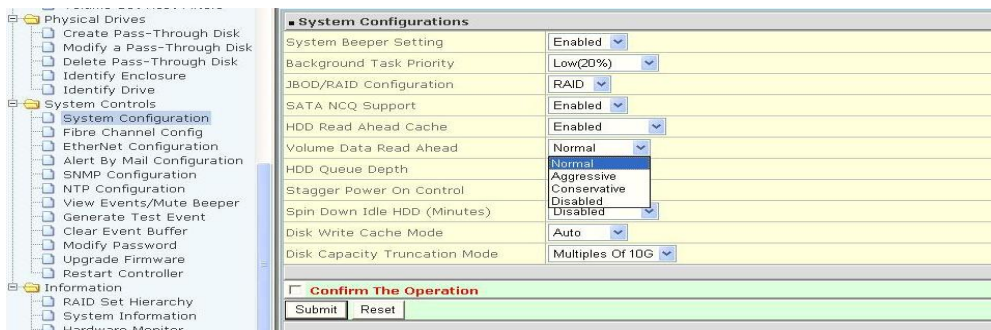 Physical Drives
Create Pass-Through Disk
Modify a Pass-Through Disk
Delete Pass-Through Disk
Identify Enclosure
Identify Drive
System Controls
System Configuration
Fibre Channel Config
EtherNet Configuration
Alert By Mail Configuration
SNMP Configuration
NTP Configuration
View Events/Mute Beeper
Generate Test Event
Clear Event Buffer
Modify Password
Upgrade Firmware
Restart Controller
Information
RAID Set Hierarchy
System Information
Hardware Monitor
System Configurations
System Beeper Setting Enabled
Background Task Priority Low(20%)
JBOD/RAID Configuration RAID
SATA NCQ Support Enabled
HDD Read Ahead Cache Enabled
Volume Data Read Ahead Normal
Normal
HDD Queue Depth
Aggressive
Stagger Power On Control Conservative
Disabled
Spin Down Idle HDD (Minutes) Disabled
Disk Write Cache Mode Auto
Disk Capacity Truncation Mode Multiples Of 10G
Confirm The Operation
Submit Reset